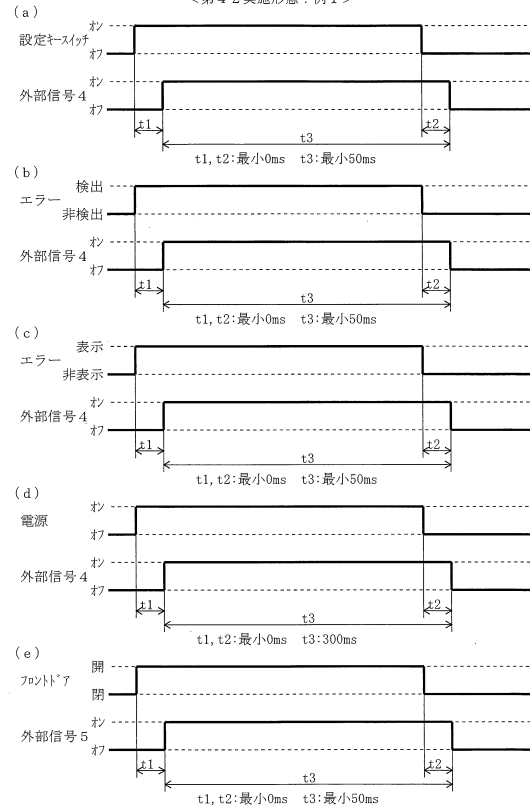 <第42実施形態:例1>
(a)
設定キースイッチ オン
オフ
外部信号4 オン
オフ
t1 t3 t2
t1,t2:最小0ms t3:最小50ms
(b)
エラー 検出
非検出
外部信号4 オン
オフ
t1 t3 t2
t1,t2:最小0ms t3:最小50ms
(c)
エラー 表示
非表示
外部信号4 オン
オフ
t1 t3 t2
t1,t2:最小0ms t3:最小50ms
(d)
電源 オン
オフ
外部信号4 オン
オフ
t1 t3 t2
t1,t2:最小0ms t3:300ms
(e)
フロントドア 開
閉
外部信号5 オン
オフ
t1 t3 t2
t1,t2:最小0ms t3:最小50ms